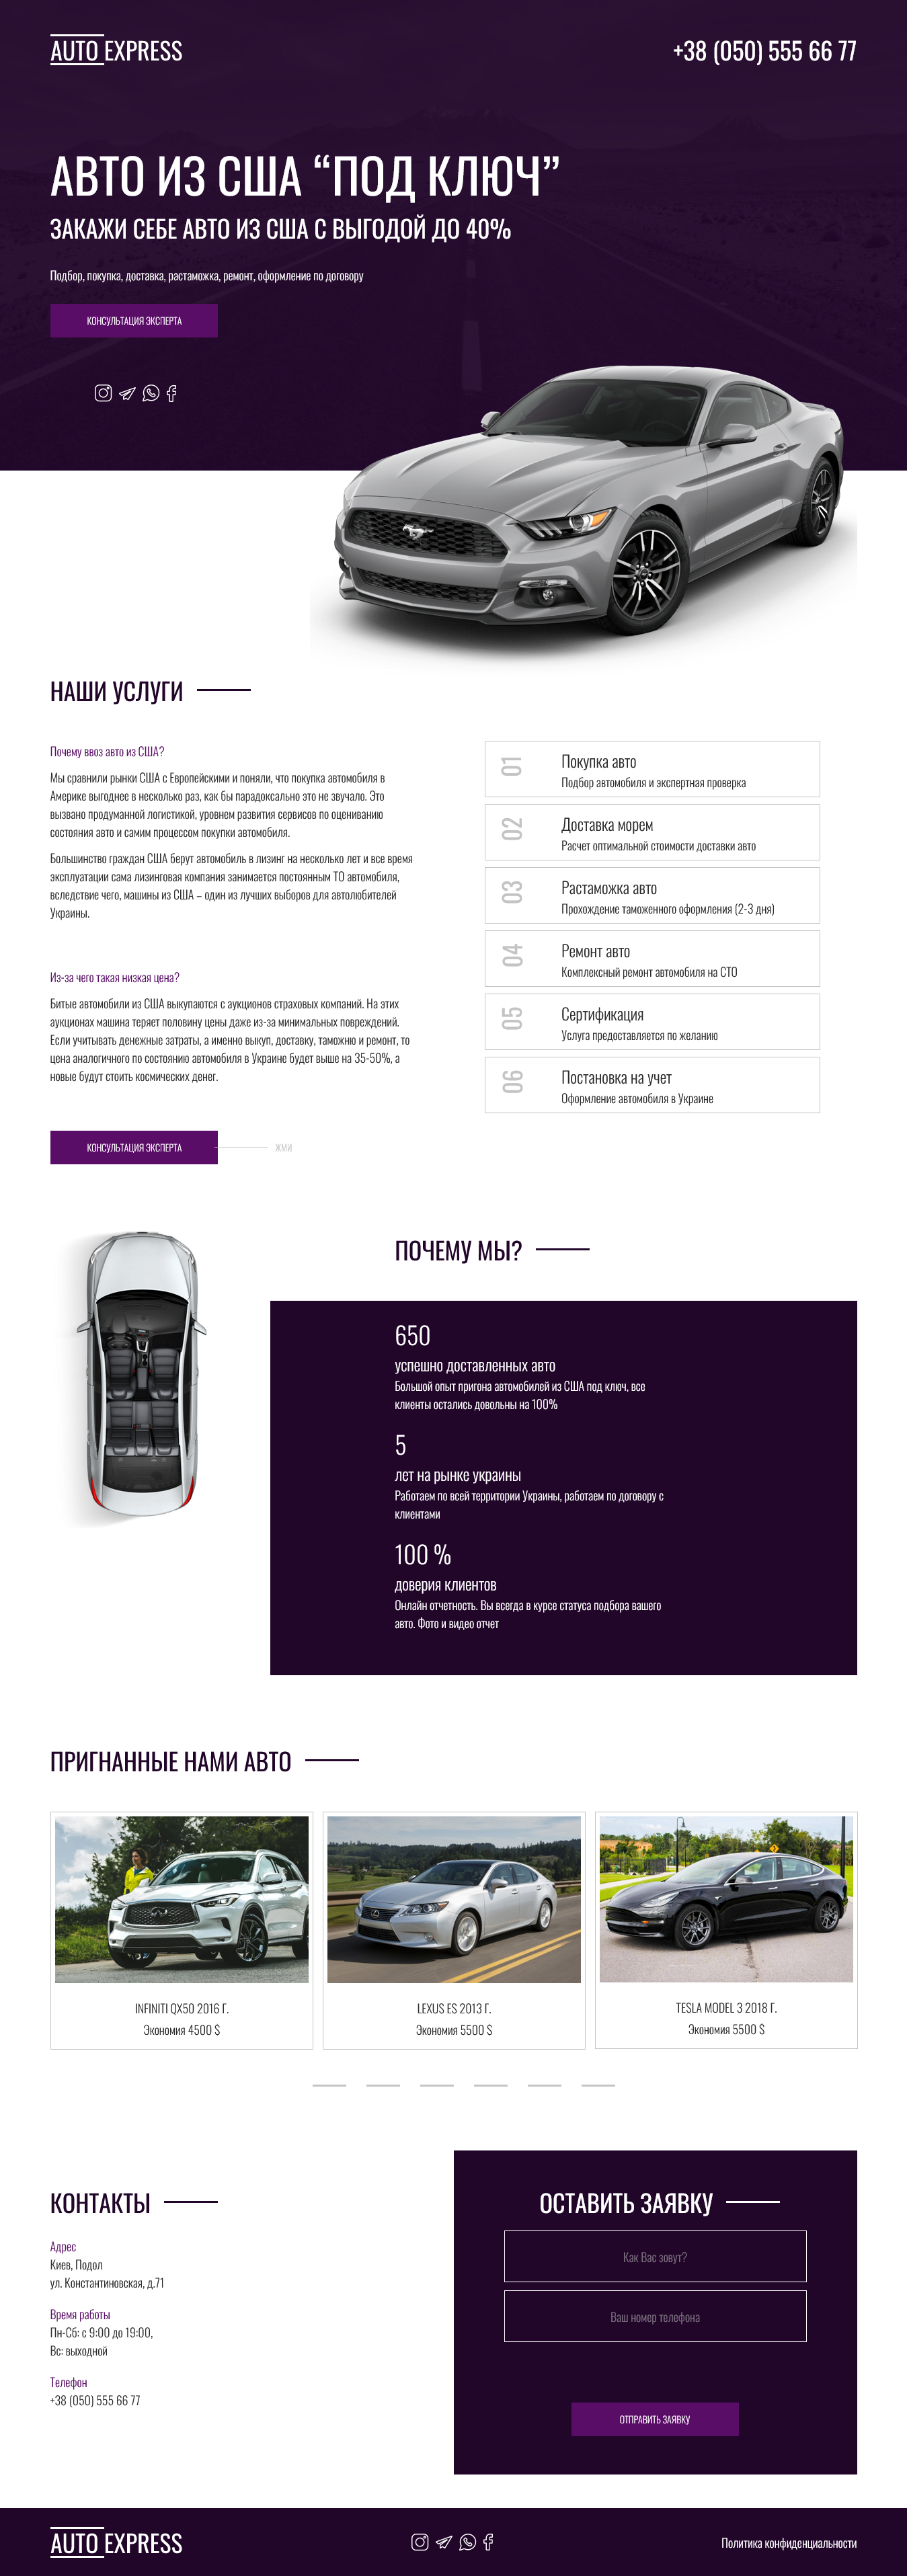 AUTO EXPRESS
+38 (050) 555 66 77
АВТО ИЗ США “ПОД КЛЮЧ”
ЗАКАЖИ СЕБЕ АВТО ИЗ США С ВЫГОДОЙ ДО 40%
Подбор, покупка, доставка, растаможка, ремонт, оформление по договору
КОНСУЛЬТАЦИЯ ЭКСПЕРТА
НАШИ УСЛУГИ
Почему ввоз авто из США?
Мы сравнили рынки США с Европейскими и поняли, что покупка автомобиля в
Америке выгоднее в несколько раз, как бы парадоксально это не звучало. Это
вызвано продуманной логистикой, уровнем развития сервисов по оцениванию
состояния авто и самим процессом покупки автомобиля.
Большинство граждан США берут автомобиль в лизинг на несколько лет и все время
эксплуатации сама лизинговая компания занимается постоянным ТО автомобиля,
вследствие чего, машины из США – один из лучших выборов для автолюбителей
Украины.
Из-за чего такая низкая цена?
Битые автомобили из США выкупаются с аукционов страховых компаний. На этих
аукционах машина теряет половину цены даже из-за минимальных повреждений.
Если учитывать денежные затраты, а именно выкуп, доставку, таможню и ремонт, то
цена аналогичного по состоянию автомобиля в Украине будет выше на 35-50%, а
новые будут стоить космических денег.
КОНСУЛЬТАЦИЯ ЭКСПЕРТА
ЖМИ
01
Покупка авто
Подбор автомобиля и экспертная проверка
02
Доставка морем
Расчет оптимальной стоимости доставки авто
03
Растаможка авто
Прохождение таможенного оформления (2-3 дня)
04
Ремонт авто
Комплексный ремонт автомобиля на СТО
05
Сертификация
Услуга предоставляется по желанию
06
Постановка на учет
Оформление автомобиля в Украине
ПОЧЕМУ МЫ?
650
успешно доставленных авто
Большой опыт пригона автомобилей из США под ключ, все
клиенты остались довольны на 100%
5
лет на рынке украины
Работаем по всей территории Украины, работаем по договору с
клиентами
100 %
доверия клиентов
Онлайн отчетность. Вы всегда в курсе статуса подбора вашего
авто. Фото и видео отчет
ПРИГНАННЫЕ НАМИ АВТО
INFINITI QX50 2016 Г.
Экономия 4500 $
LEXUS ES 2013 Г.
Экономия 5500 $
TESLA MODEL 3 2018 Г.
Экономия 5500 $
КОНТАКТЫ
Адрес
Киев, Подол
ул. Константиновская, д.71
Время работы
Пн-Сб: с 9:00 до 19:00,
Вс: выходной
Телефон
+38 (050) 555 66 77
ОСТАВИТЬ ЗАЯВКУ
Как Вас зовут?
Ваш номер телефона
ОТПРАВИТЬ ЗАЯВКУ
AUTO EXPRESS
Политика конфиденциальности